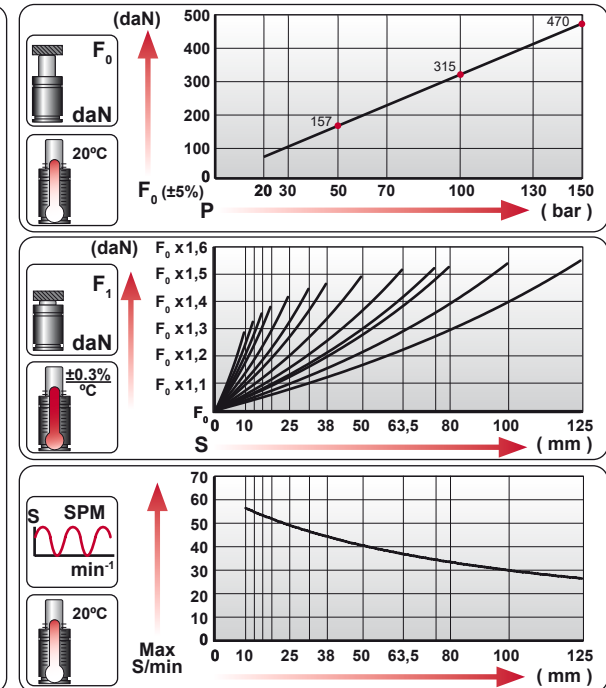 (daN)
F₀
daN
20ºC
500
400
300
200
100
0
157
315
470
F₀ (±5%)
20 30 50 70 100 130 150
P
( bar )
(daN)
F₁
daN
±0.3%
ºC
F₀ x1,6
F₀ x1,5
F₀ x1,4
F₀ x1,3
F₀ x1,2
F₀ x1,1
F₀
0 10 25 38 50 63,5 80 100 125
S
( mm )
S SPM
min⁻¹
20ºC
70
60
50
40
30
20
10
0
Max
S/min
0 10 25 38 50 63,5 80 100 125
( mm )